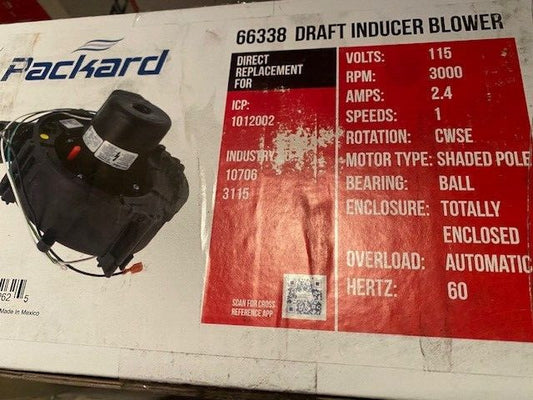 Packard
66338 DRAFT INDUCER BLOWER
DIRECT
REPLACEMENT
FOR
ICP:
1012002
INDUSTRY
10706
3115
SCAN FOR CROSS
REFERENCE APP
VOLTS: 115
RPM: 3000
AMPS: 2.4
SPEEDS: 1
ROTATION: CWSE
MOTOR TYPE: SHADED POLE
BEARING: BALL
ENCLOSURE: TOTALLY
ENCLOSED
OVERLOAD: AUTOMATIC
HERTZ: 60
262 5
Made in Mexico